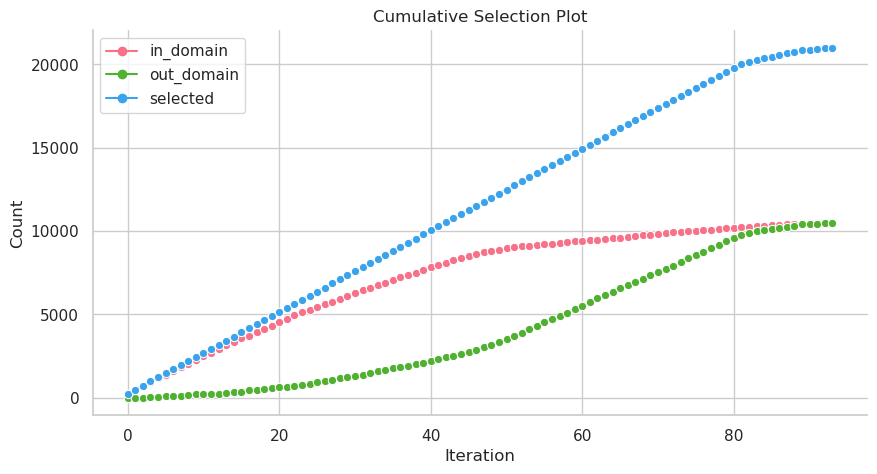 Cumulative Selection Plot
in_domain
out_domain
selected
20000
15000
10000
5000
0
Count
0 20 40 60 80
Iteration